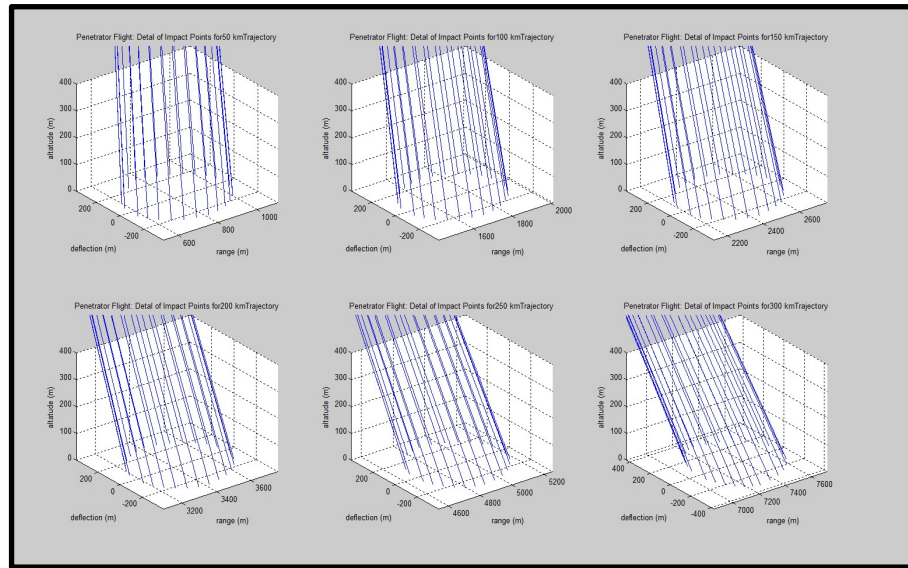 Penetrator Flight: Detal of Impact Points for50 kmTrajectory
400
300
200
100
0
altatude (m)
200
0
-200
deflection (m)
600
800
1000
range (m)
Penetrator Flight: Detal of Impact Points for100 kmTrajectory
400
300
200
100
0
altatude (m)
200
0
-200
deflection (m)
1600
1800
2000
range (m)
Penetrator Flight: Detal of Impact Points for150 kmTrajectory
400
300
200
100
0
altatude (m)
200
0
-200
deflection (m)
2200
2400
2600
range (m)
Penetrator Flight: Detal of Impact Points for200 kmTrajectory
400
300
200
100
0
altatude (m)
200
0
-200
deflection (m)
3200
3400
3600
range (m)
Penetrator Flight: Detal of Impact Points for250 kmTrajectory
400
300
200
100
0
altatude (m)
200
0
-200
deflection (m)
4600
4800
5000
5200
range (m)
Penetrator Flight: Detal of Impact Points for300 kmTrajectory
400
300
200
100
0
altatude (m)
400
200
0
-200
-400
deflection (m)
7000
7200
7400
7600
range (m)